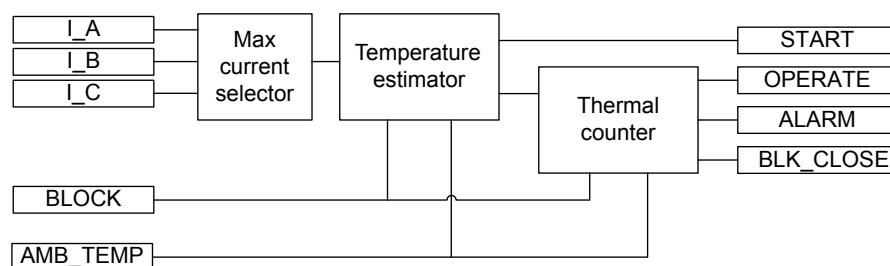 I_A
I_B
I_C
Max
current
selector
Temperature
estimator
Thermal
counter
START
OPERATE
ALARM
BLK_CLOSE
BLOCK
AMB_TEMP